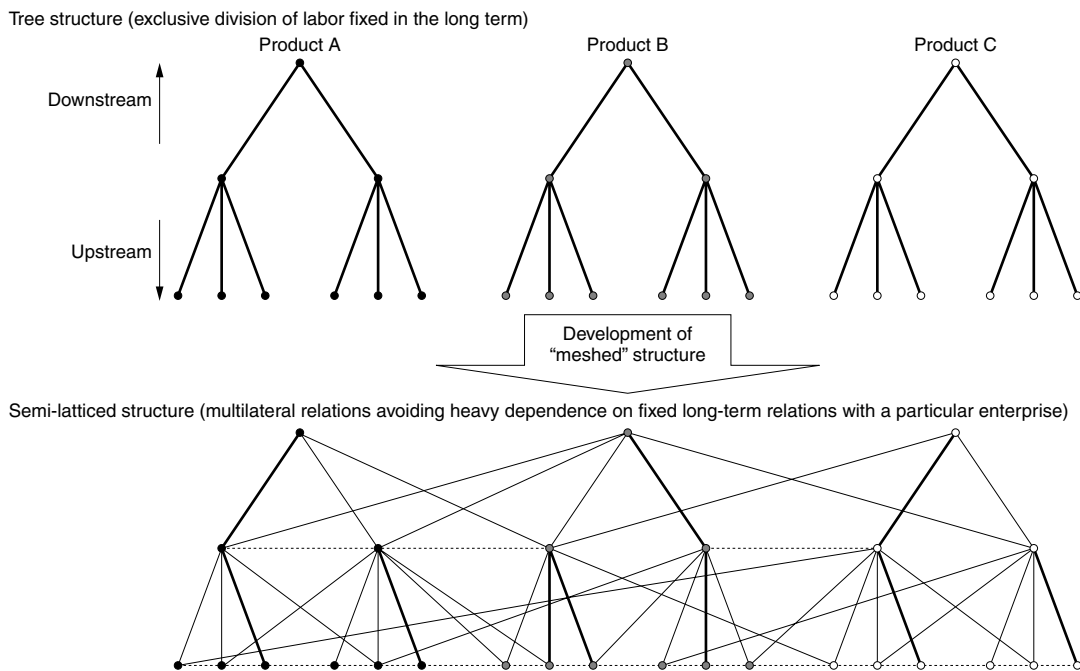 Tree structure (exclusive division of labor fixed in the long term)
Product A
Product B
Product C
Downstream
Upstream
Development of
“meshed” structure
Semi-latticed structure (multilateral relations avoiding heavy dependence on fixed long-term relations with a particular enterprise)